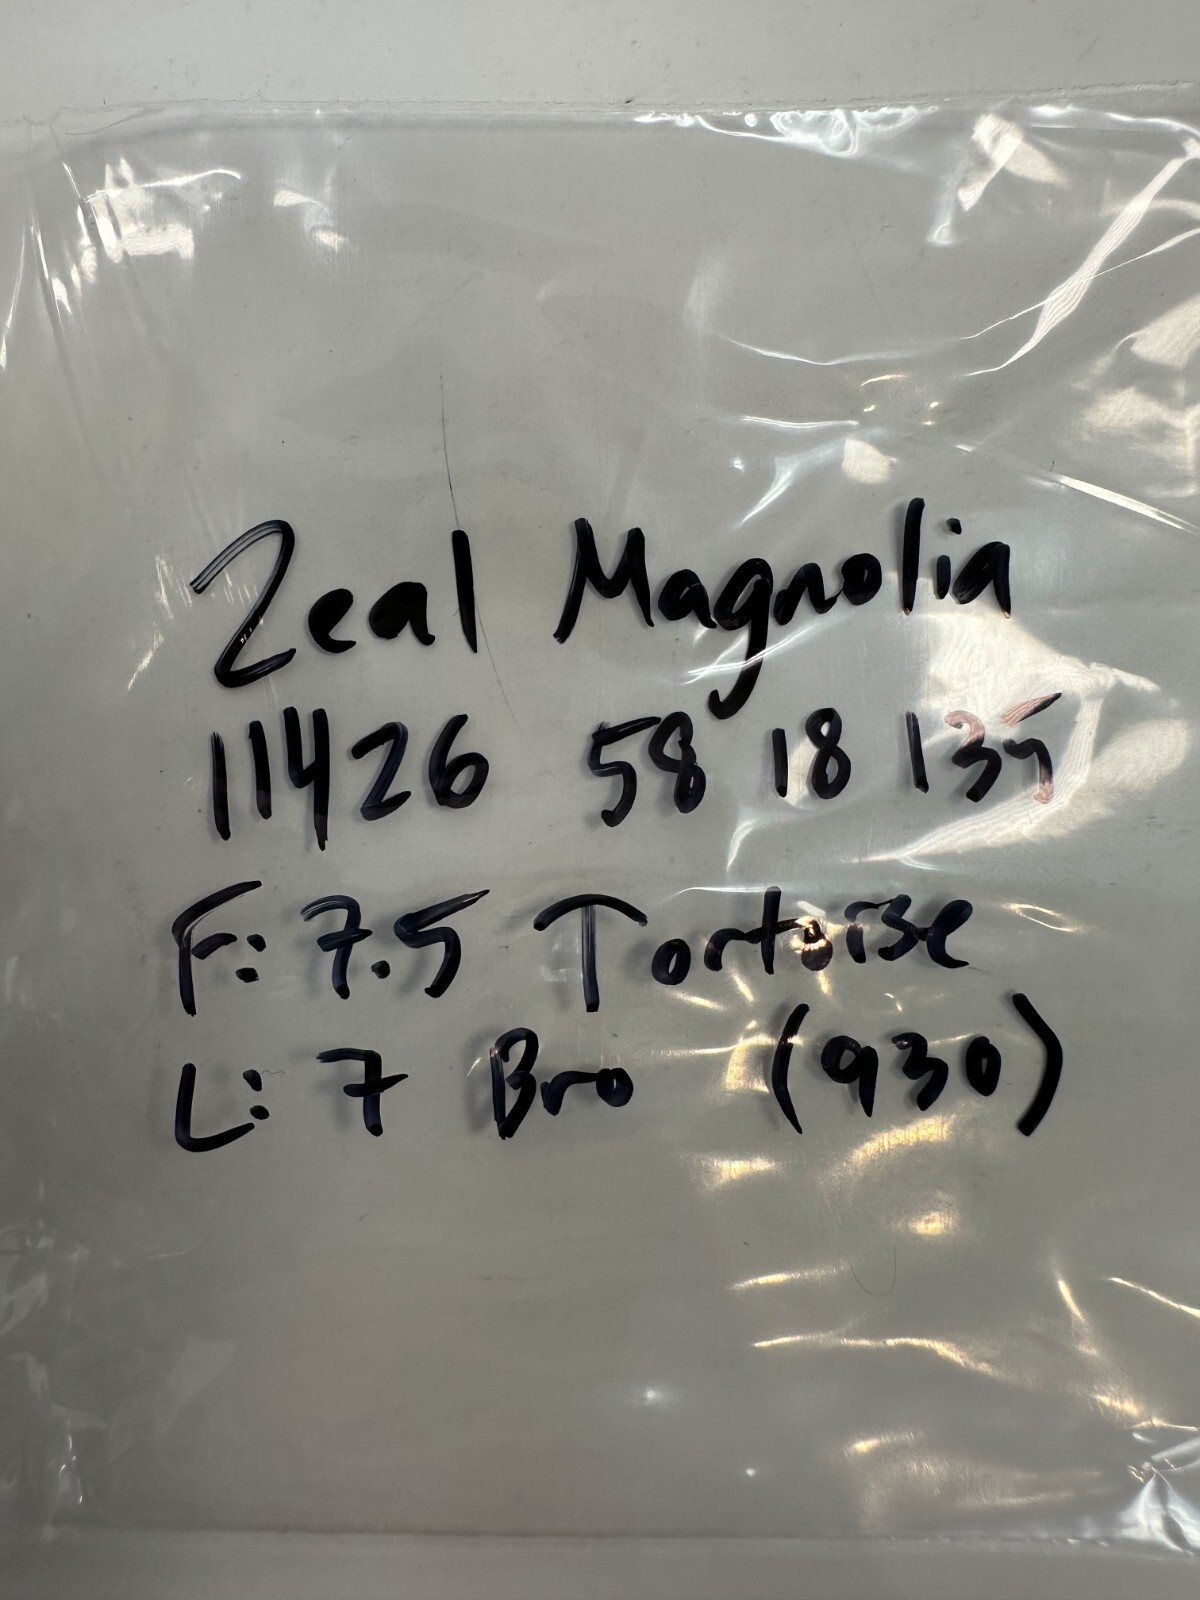 Zeal Magnolia
11426 58 18 135
F: 7.5 Tortoise
L: 7 Bro (930)